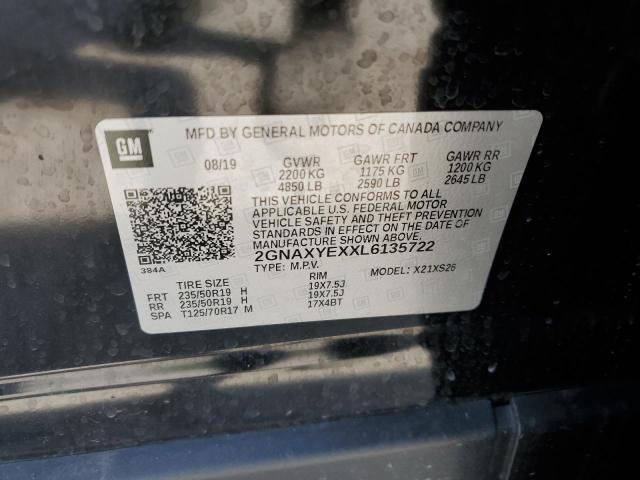 GM
MFD BY GENERAL MOTORS OF CANADA COMPANY
08/19 GVWR GAWR FRT GAWR RR
2200 KG 1175 KG 1200 KG
4850 LB 2590 LB 2645 LB
THIS VEHICLE CONFORMS TO ALL
APPLICABLE U.S. FEDERAL MOTOR
VEHICLE SAFETY AND THEFT PREVENTION
STANDARDS IN EFFECT ON THE DATE OF
MANUFACTURE SHOWN ABOVE.
2GNAXYEXXL6135722
384A TYPE: M.P.V. MODEL: X21XS26
TIRE SIZE RIM
FRT 235/50R19 H 19X7.5J
RR 235/50R19 H 19X7.5J
SPA T125/70R17 M 17X4BT